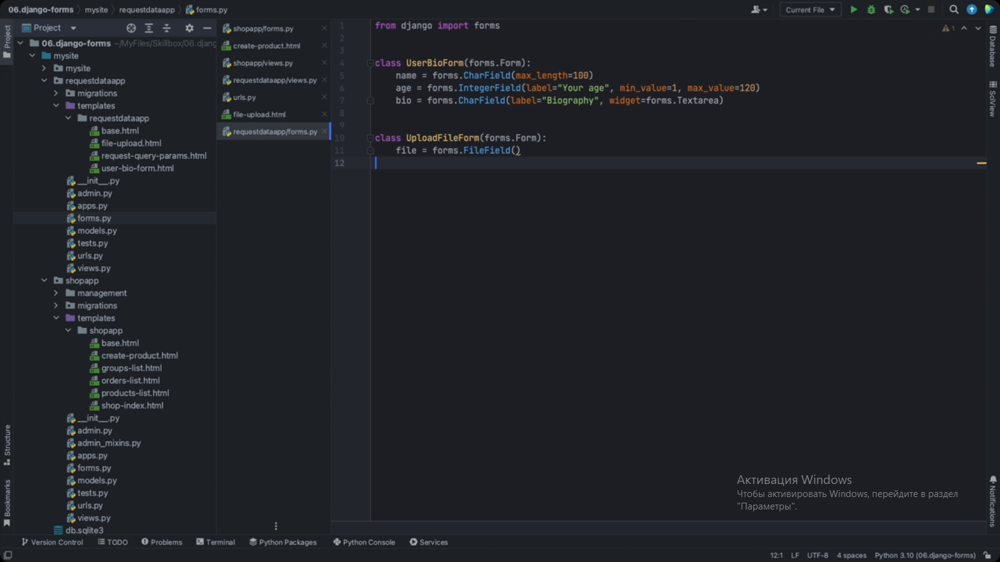 06.django-forms mysite requestdataapp forms.py
Current File
Project
06.django-forms ~/MyFiles/Skillbox/06.djang
mysite
mysite
requestdataapp
migrations
templates
requestdataapp
base.html
file-upload.html
request-query-params.html
user-bio-form.html
__init__.py
admin.py
apps.py
forms.py
models.py
tests.py
urls.py
views.py
shopapp
management
migrations
templates
shopapp
base.html
create-product.html
groups-list.html
orders-list.html
products-list.html
shop-index.html
__init__.py
admin.py
admin_mixins.py
apps.py
forms.py
models.py
tests.py
urls.py
views.py
db.sqlite3
shopapp/forms.py
create-product.html
shopapp/views.py
requestdataapp/views.py
urls.py
file-upload.html
requestdataapp/forms.py
1 from django import forms
2
3
4 class UserBioForm(forms.Form):
5 name = forms.CharField(max_length=100)
6 age = forms.IntegerField(label="Your age", min_value=1, max_value=120)
7 bio = forms.CharField(label="Biography", widget=forms.Textarea)
8
9
10 class UploadFileForm(forms.Form):
11 file = forms.FileField()
12
1
Project
Structure
Bookmarks
Database
SciView
Notifications
Активация Windows
Чтобы активировать Windows, перейдите в раздел
"Параметры".
Version Control TODO Problems Terminal Python Packages Python Console Services
12:1 LF UTF-8 4 spaces Python 3.10 (06.django-forms)